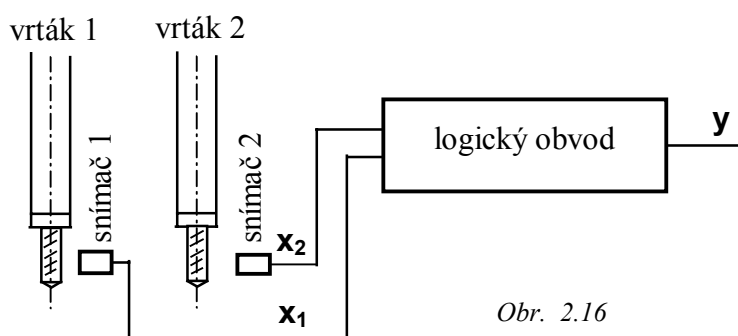 vrták 1
vrták 2
snímač 1
snímač 2
logický obvod
y
x₂
x₁
Obr. 2.16